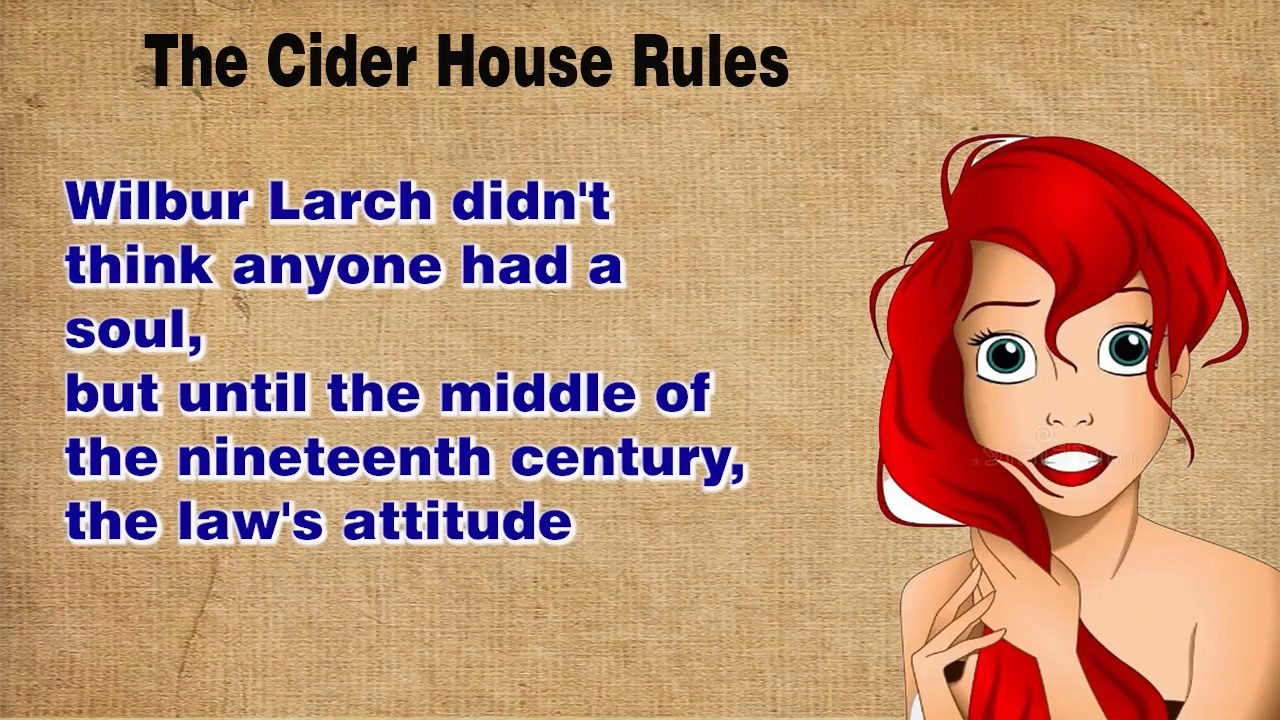 The Cider House Rules
Wilbur Larch didn't
think anyone had a
soul,
but until the middle of
the nineteenth century,
the law's attitude